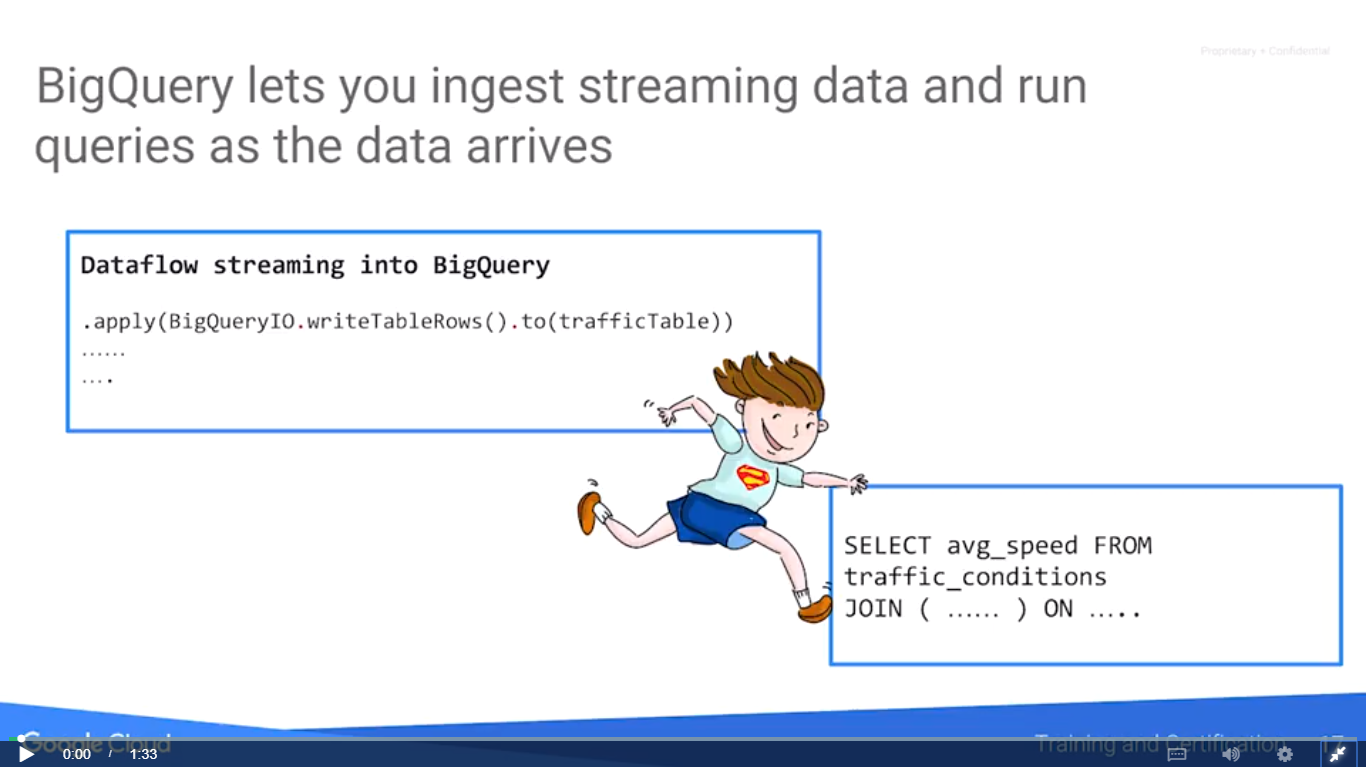 Proprietary + Confidential
BigQuery lets you ingest streaming data and run
queries as the data arrives
Dataflow streaming into BigQuery
.apply(BigQueryIO.writeTableRows().to(trafficTable))
......
....
SELECT avg_speed FROM
traffic_conditions
JOIN ( ...... ) ON .....
Google Cloud
Training and Certification 17
0:00 / 1:33